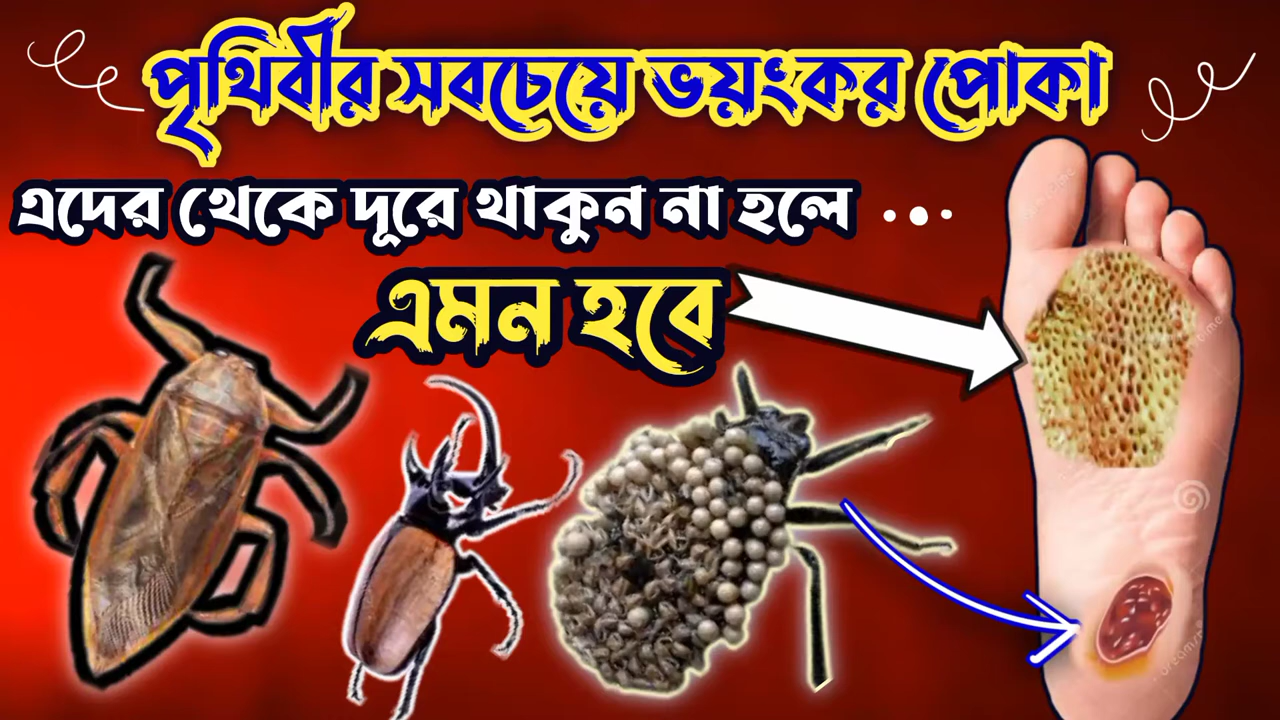 পৃথিবীর সবচেয়ে ভয়ংকর পোকা
এদের থেকে দূরে থাকুন না হলে ...
এমন হবে